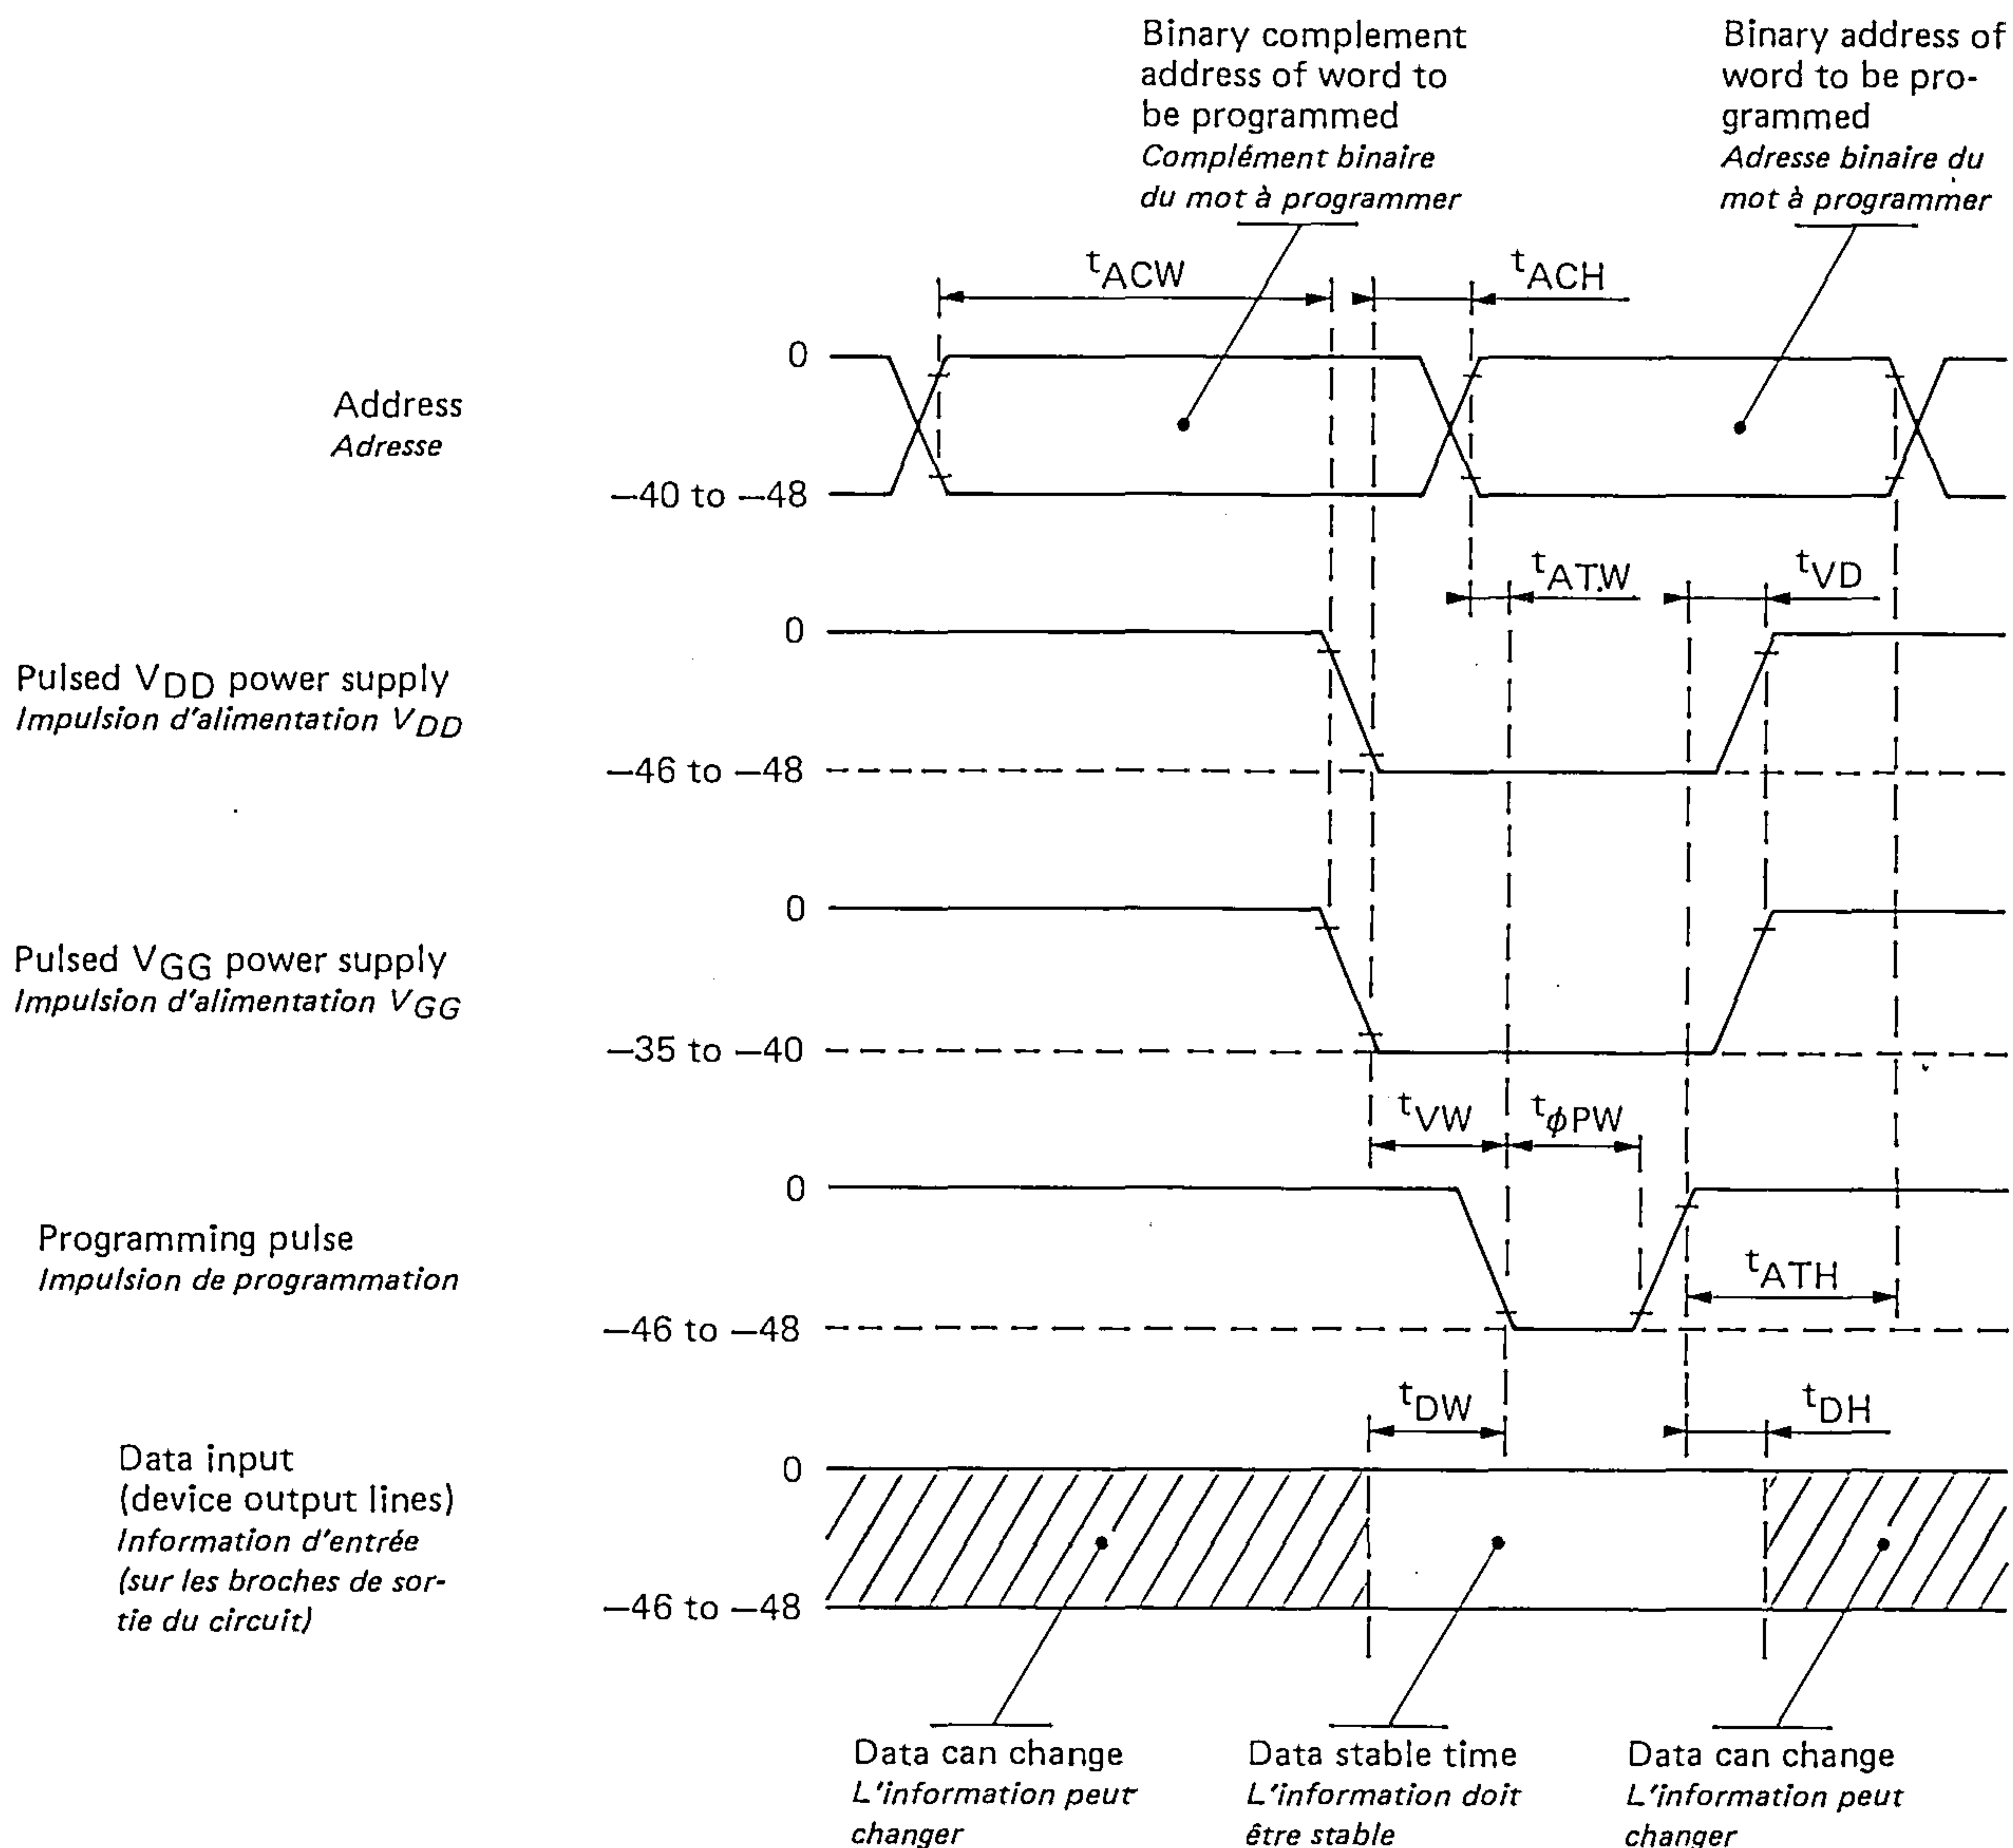 Binary complement
address of word to
be programmed
Complément binaire
du mot à programmer
Binary address of
word to be pro-
grammed
Adresse binaire du
mot à programmer
tACW
tACH
Address
Adresse
0
—40 to —48
tATW
tVD
Pulsed VDD power supply
Impulsion d'alimentation VDD
0
—46 to —48
Pulsed VGG power supply
Impulsion d'alimentation VGG
0
—35 to —40
tVW
tϕPW
Programming pulse
Impulsion de programmation
0
—46 to —48
tATH
tDW
tDH
Data input
(device output lines)
Information d'entrée
(sur les broches de sor-
tie du circuit)
0
—46 to —48
Data can change
L'information peut
changer
Data stable time
L'information doit
être stable
Data can change
L'information peut
changer